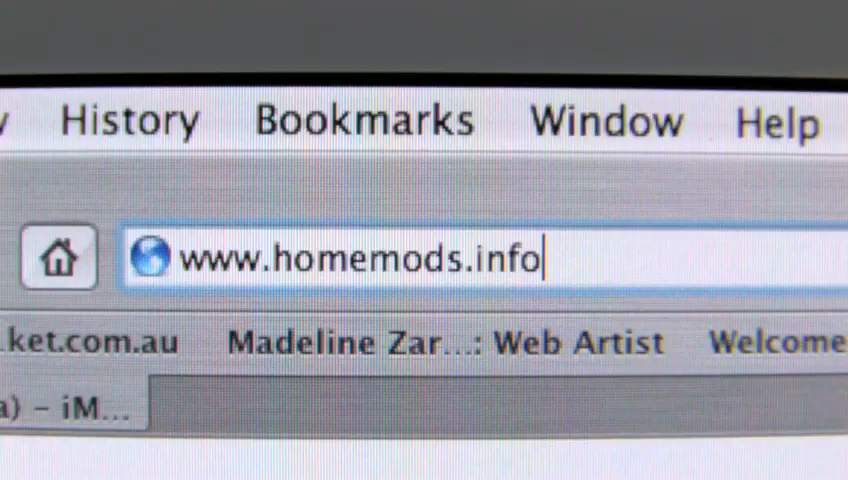 History Bookmarks Window Help
www.homemods.info
ket.com.au Madeline Zar...: Web Artist Welcome
a) - iM...